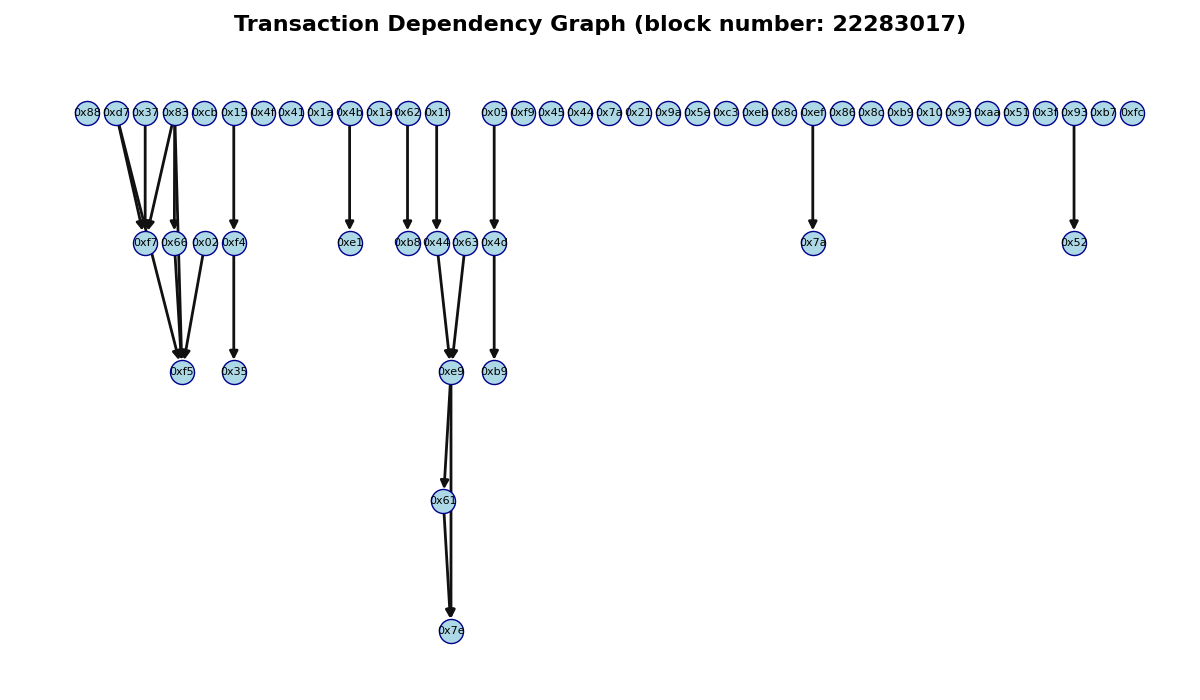 Transaction Dependency Graph (block number: 22283017)
0x88 0xd7 0x37 0x83 0xcb 0x15 0x4f 0x41 0x1a 0x4b 0x1a 0x62 0x1f 0x05 0xf9 0x45 0x44 0x7a 0x21 0x9a 0x5e 0xc3 0xeb 0x8c 0xef 0x86 0x8c 0xb9 0x10 0x93 0xaa 0x51 0x3f 0x93 0xb7 0xfc
0xf7 0x66 0x02 0xf4 0xe1 0xb8 0x44 0x63 0x4d 0x7a 0x52
0xf5 0x35 0xe9 0xb9
0x61
0x7e